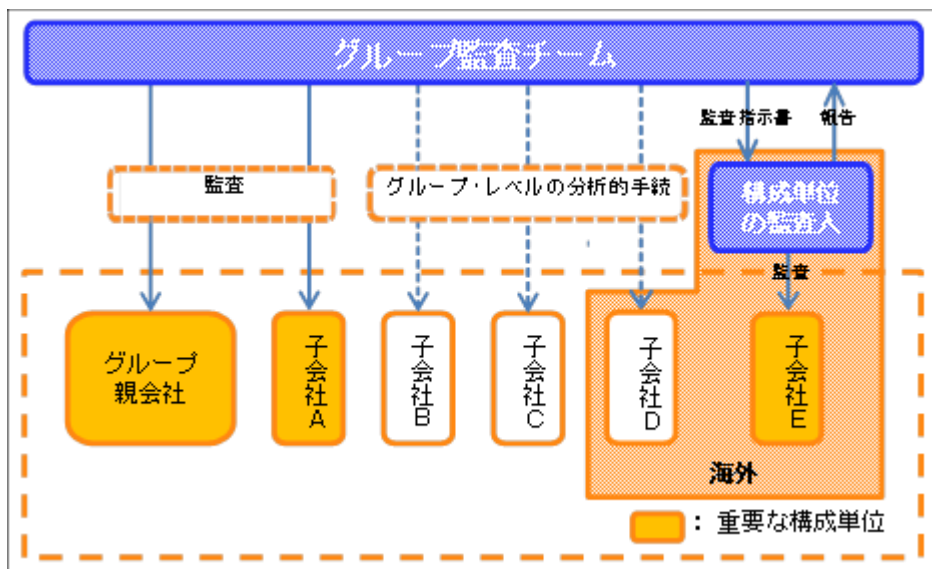 グループ監査チーム
監査指示書
報告
監査
グループ・レベルの分析的手続
構成単位
の監査人
監査
グループ
親会社
子会社A
子会社B
子会社C
子会社D
子会社E
海外
：重要な構成単位